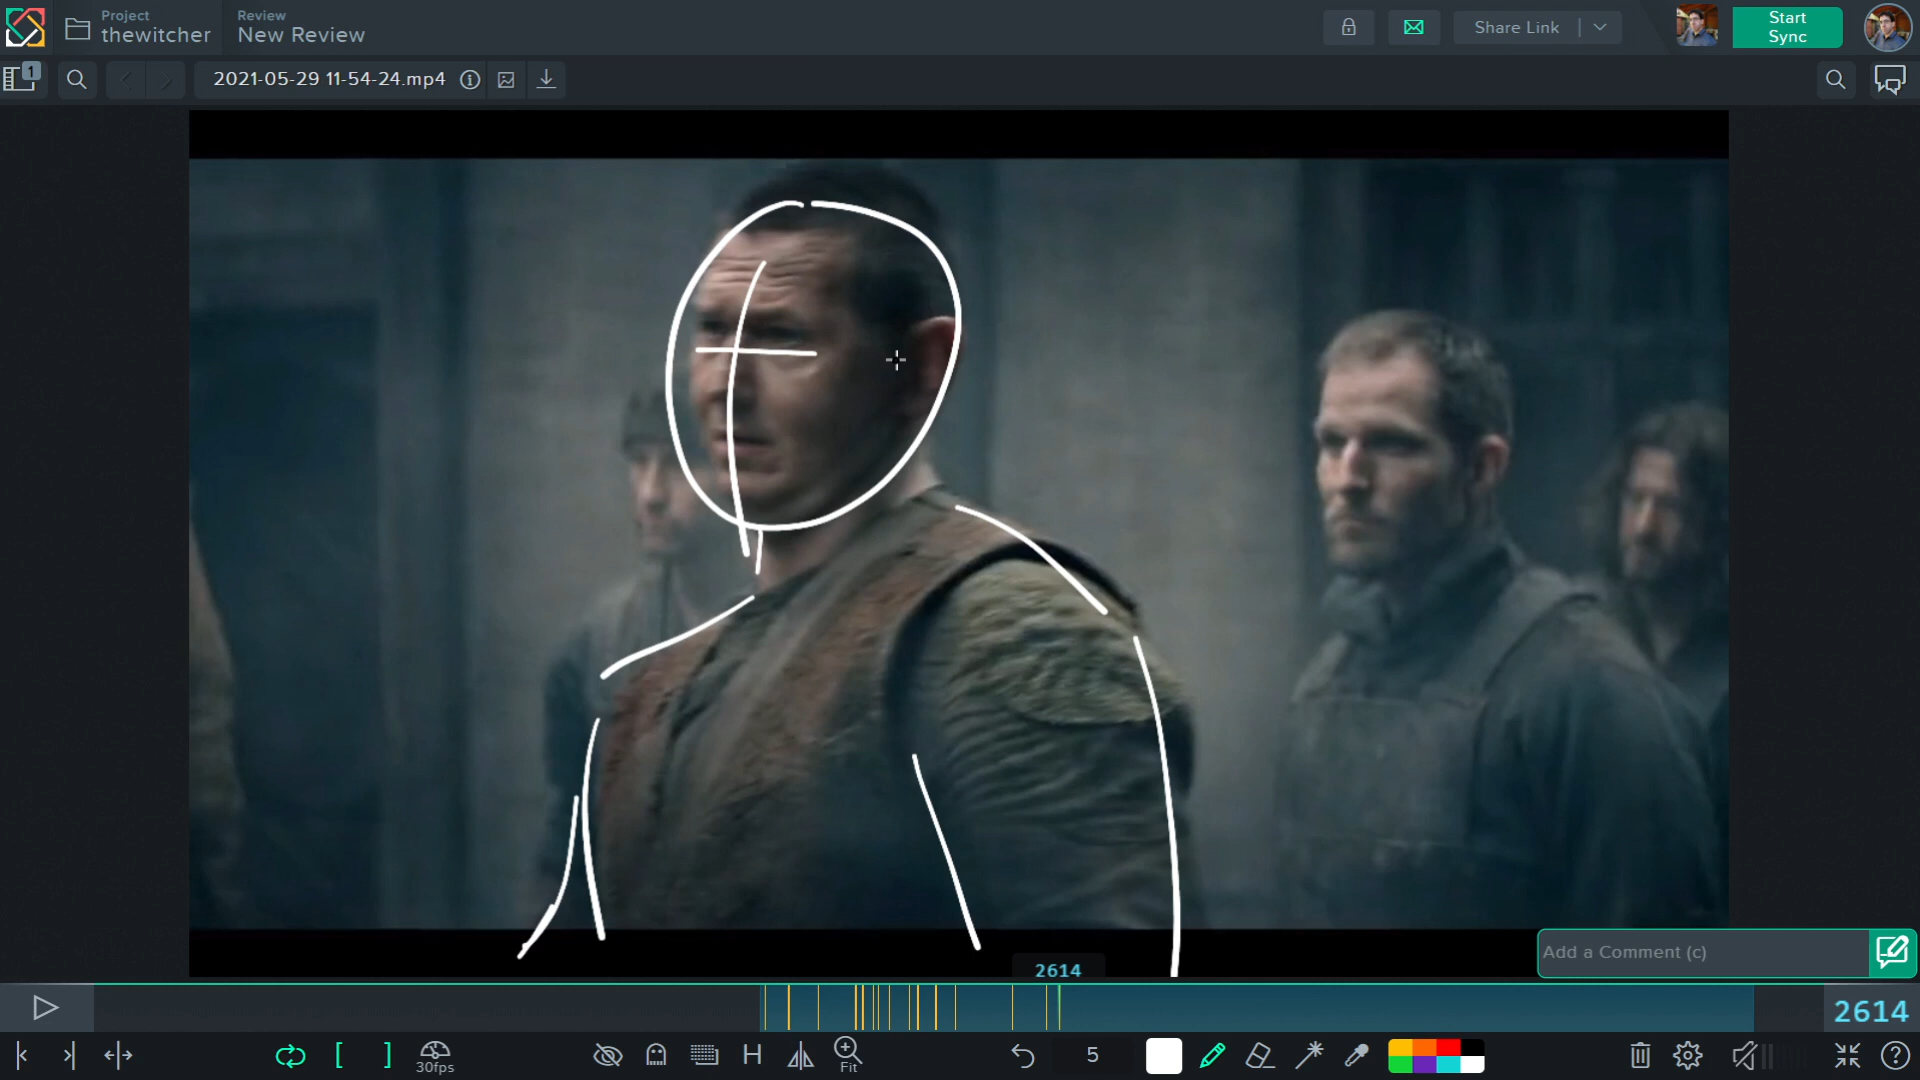 Project
thewitcher
Review
New Review
Share Link
Start
Sync
1
2021-05-29 11-54-24.mp4
Add a Comment (c)
2614
2614
30fps
H
Fit
5